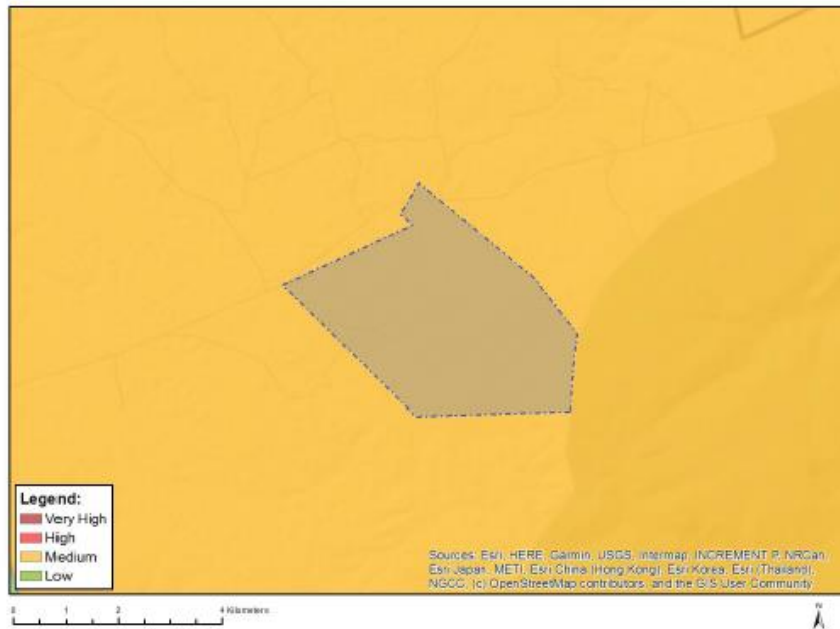 Legend:
Very High
High
Medium
Low
Sources: Esri, HERE, Garmin, USGS, Intermap, INCREMENT P, NRCan,
Esri Japan, METI, Esri China (Hong Kong), Esri Korea, Esri (Thailand),
NGCC, (c) OpenStreetMap contributors, and the GIS User Community
0 1 2 4 Kilometers
N